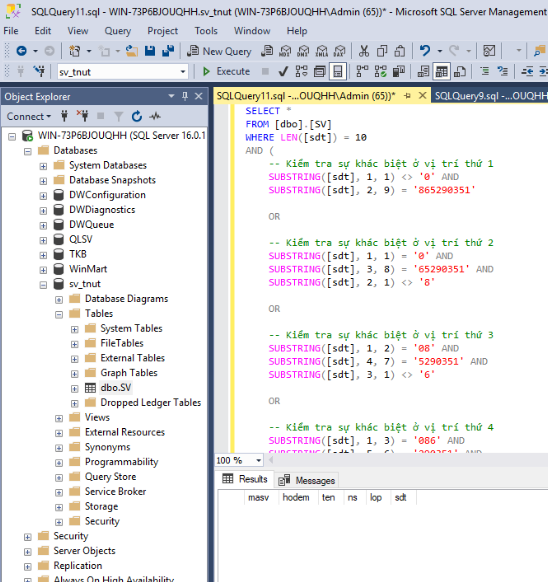 SQLQuery11.sql - WIN-73P6BJOUQHH.sv_tnut (WIN-73P6BJOUQHH\Admin (65))* - Microsoft SQL Server Management
File Edit View Query Project Tools Window Help
New Query MDX DMX XMLA DAX
sv_tnut Execute
Object Explorer
Connect
WIN-73P6BJOUQHH (SQL Server 16.0.1
Databases
System Databases
Database Snapshots
DWConfiguration
DWDiagnostics
DWQueue
QLSV
TKB
WinMart
sv_tnut
Database Diagrams
Tables
System Tables
FileTables
External Tables
Graph Tables
dbo.SV
Dropped Ledger Tables
Views
External Resources
Synonyms
Programmability
Query Store
Service Broker
Storage
Security
Security
Server Objects
Replication
Always On High Availability
SQLQuery11.sql -...OUQHH\Admin (65))* SQLQuery9.sql -...OUQHH
SELECT *
FROM [dbo].[SV]
WHERE LEN([sdt]) = 10
AND (
-- Kiểm tra sự khác biệt ở vị trí thứ 1
SUBSTRING([sdt], 1, 1) <> '0' AND
SUBSTRING([sdt], 2, 9) = '865290351'
OR
-- Kiểm tra sự khác biệt ở vị trí thứ 2
SUBSTRING([sdt], 1, 1) = '0' AND
SUBSTRING([sdt], 3, 8) = '65290351' AND
SUBSTRING([sdt], 2, 1) <> '8'
OR
-- Kiểm tra sự khác biệt ở vị trí thứ 3
SUBSTRING([sdt], 1, 2) = '08' AND
SUBSTRING([sdt], 4, 7) = '5290351' AND
SUBSTRING([sdt], 3, 1) <> '6'
OR
-- Kiểm tra sự khác biệt ở vị trí thứ 4
SUBSTRING([sdt], 1, 3) = '086' AND
100 %
Results Messages
masv hodem ten ns lop sdt